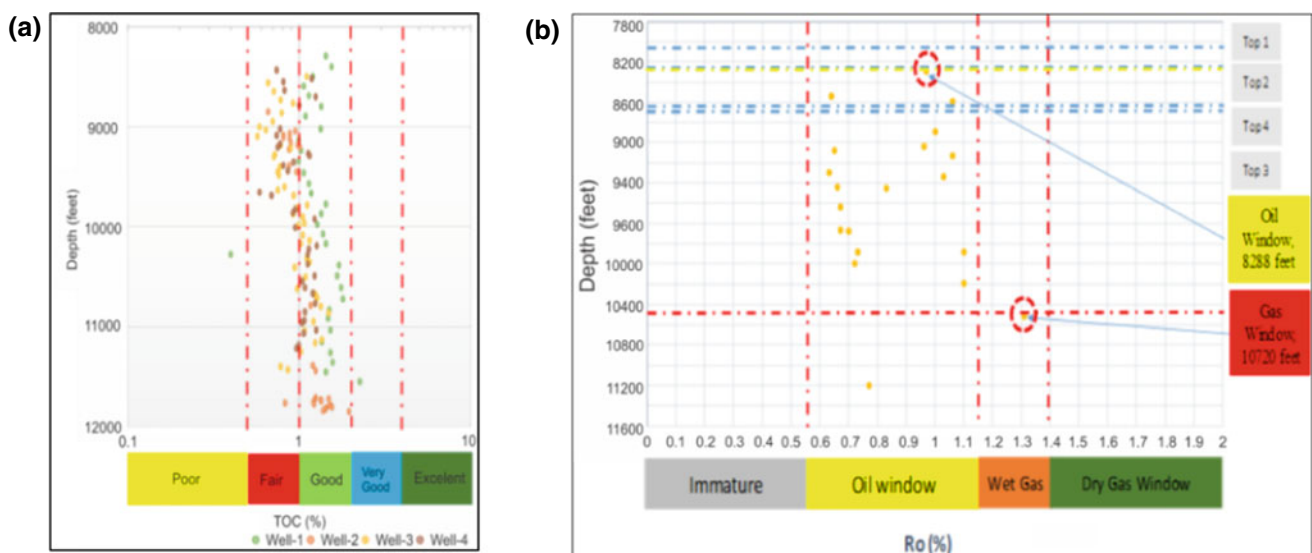 (a)
8000
9000
10000
11000
12000
Depth (feet)
0.1
1
10
Poor
Fair
Good
Very
Good
Excelent
TOC (%)
Well-1 Well-2 Well-3 Well-4
(b)
7800
8200
8600
9000
9400
9600
10000
10400
10800
11200
11600
Depth (feet)
0 0.1 0.2 0.3 0.4 0.5 0.6 0.7 0.8 0.9 1 1.1 1.2 1.3 1.4 1.5 1.6 1.7 1.8 1.9 2
Immature
Oil window
Wet Gas
Dry Gas Window
Ro(%)
Top 1
Top2
Top4
Top 3
Oil
Window,
8288 feet
Gas
Window,
10720 feet